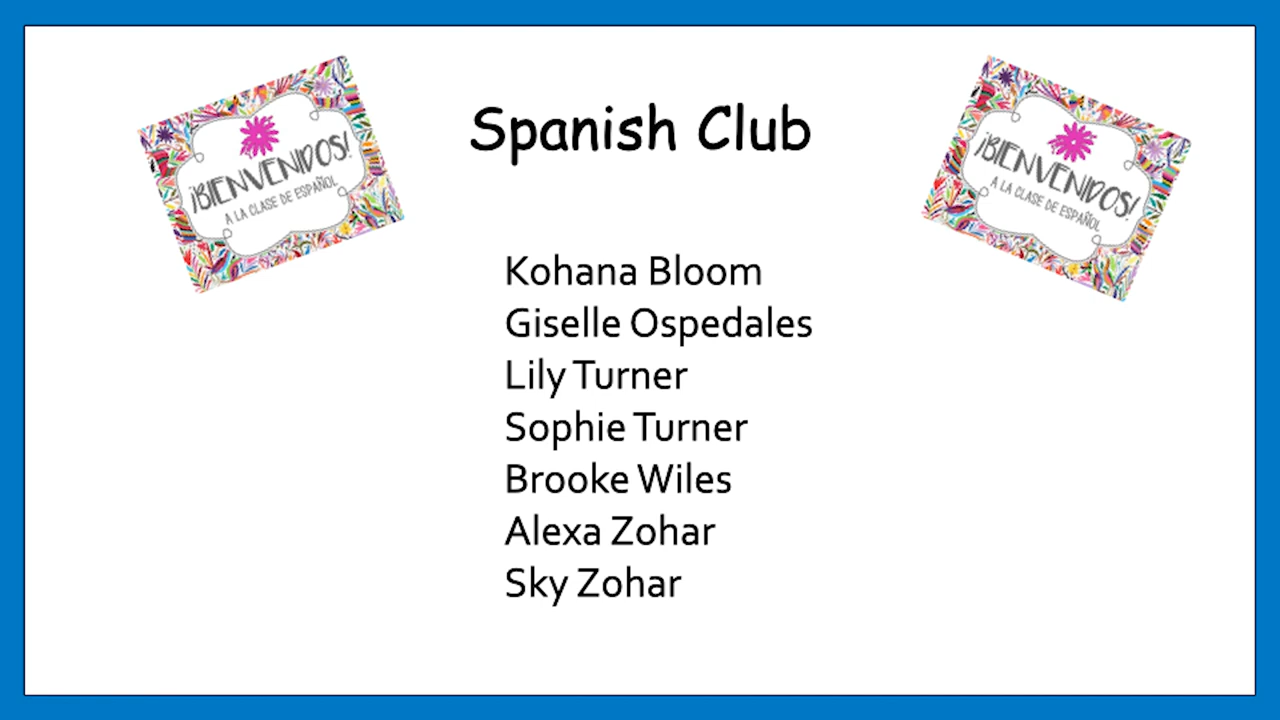 Spanish Club
¡BIENVENIDOS!
A LA CLASE DE ESPAÑOL
¡BIENVENIDOS!
A LA CLASE DE ESPAÑOL
Kohana Bloom
Giselle Ospedales
Lily Turner
Sophie Turner
Brooke Wiles
Alexa Zohar
Sky Zohar